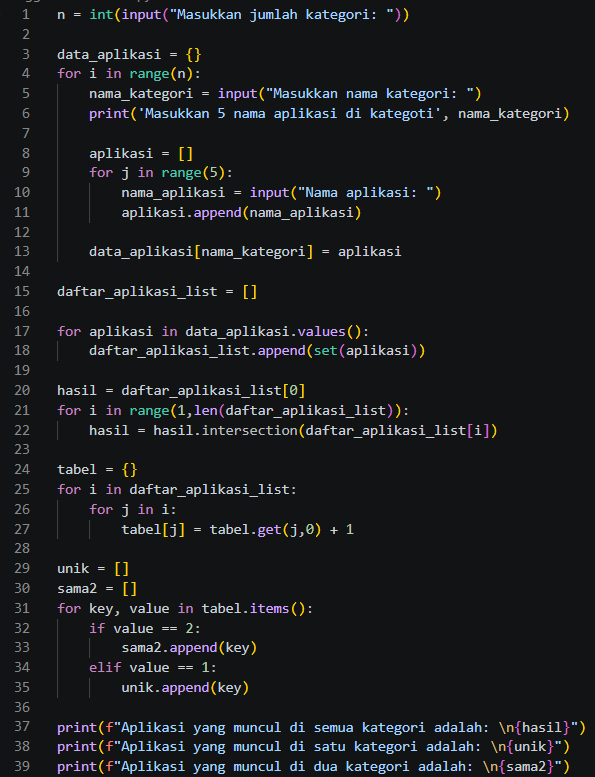 1 n = int(input("Masukkan jumlah kategori: "))
2
3 data_aplikasi = {}
4 for i in range(n):
5     nama_kategori = input("Masukkan nama kategori: ")
6     print('Masukkan 5 nama aplikasi di kategoti', nama_kategori)
7
8     aplikasi = []
9     for j in range(5):
10         nama_aplikasi = input("Nama aplikasi: ")
11         aplikasi.append(nama_aplikasi)
12
13     data_aplikasi[nama_kategori] = aplikasi
14
15 daftar_aplikasi_list = []
16
17 for aplikasi in data_aplikasi.values():
18     daftar_aplikasi_list.append(set(aplikasi))
19
20 hasil = daftar_aplikasi_list[0]
21 for i in range(1,len(daftar_aplikasi_list)):
22     hasil = hasil.intersection(daftar_aplikasi_list[i])
23
24 tabel = {}
25 for i in daftar_aplikasi_list:
26     for j in i:
27         tabel[j] = tabel.get(j,0) + 1
28
29 unik = []
30 sama2 = []
31 for key, value in tabel.items():
32     if value == 2:
33         sama2.append(key)
34     elif value == 1:
35         unik.append(key)
36
37 print(f"Aplikasi yang muncul di semua kategori adalah: \n{hasil}")
38 print(f"Aplikasi yang muncul di satu kategori adalah: \n{unik}")
39 print(f"Aplikasi yang muncul di dua kategori adalah: \n{sama2}")